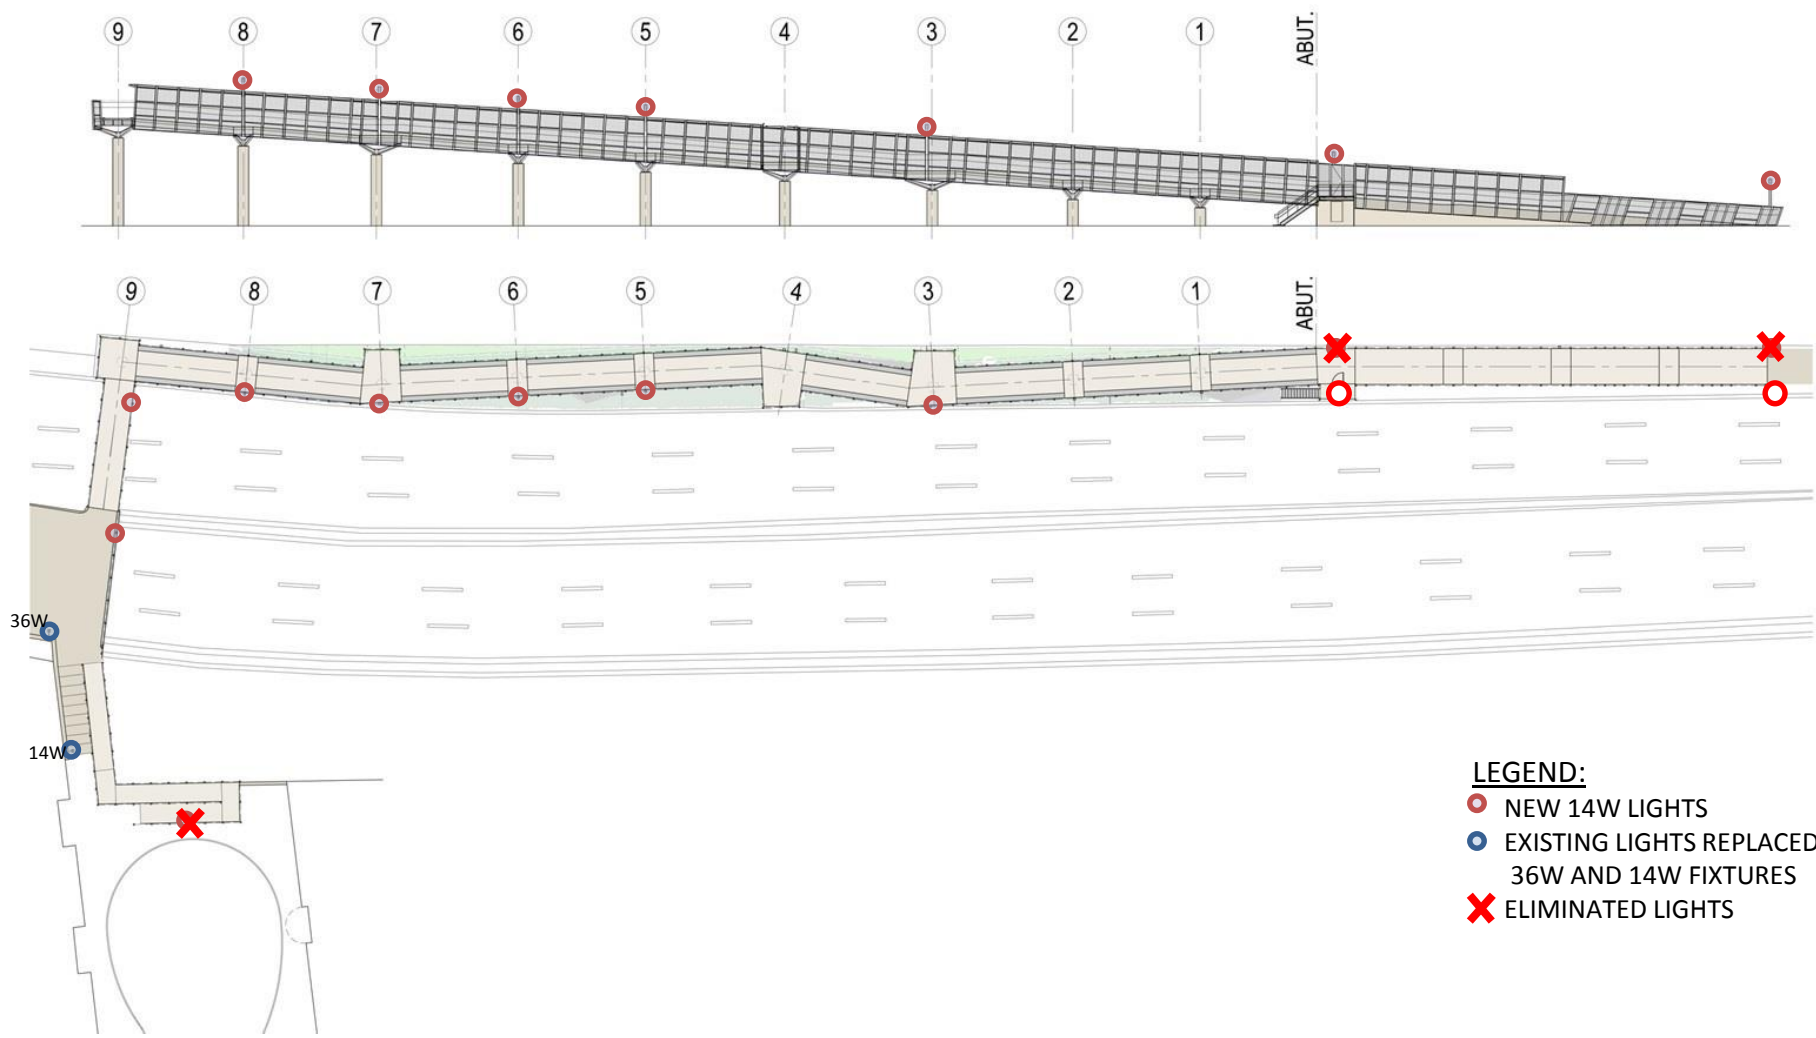 9 8 7 6 5 4 3 2 1 ABUT.
9 8 7 6 5 4 3 2 1 ABUT.
36W
14W
LEGEND:
NEW 14W LIGHTS
EXISTING LIGHTS REPLACED
36W AND 14W FIXTURES
ELIMINATED LIGHTS